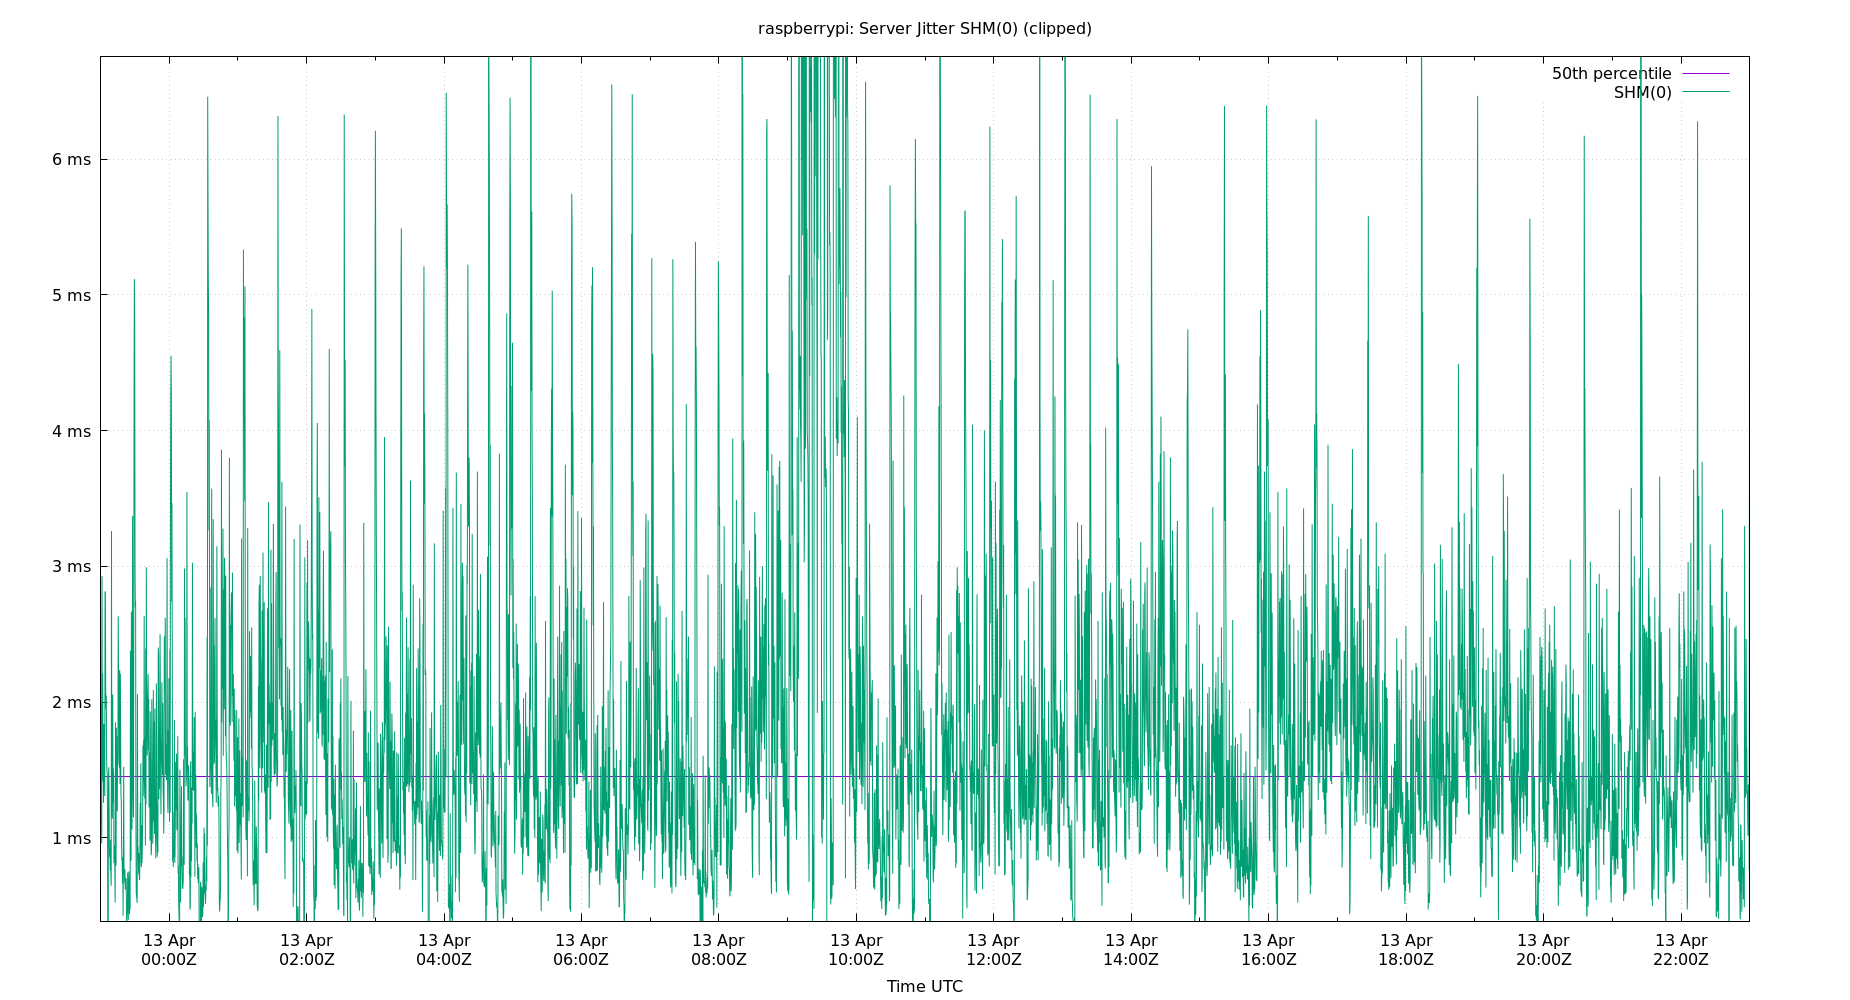 raspberrypi: Server Jitter SHM(0) (clipped)
50th percentile
SHM(0)
6 ms
5 ms
4 ms
3 ms
2 ms
1 ms
13 Apr 13 Apr 13 Apr 13 Apr 13 Apr 13 Apr 13 Apr 13 Apr 13 Apr 13 Apr 13 Apr 13 Apr
00:00Z 02:00Z 04:00Z 06:00Z 08:00Z 10:00Z 12:00Z 14:00Z 16:00Z 18:00Z 20:00Z 22:00Z
Time UTC